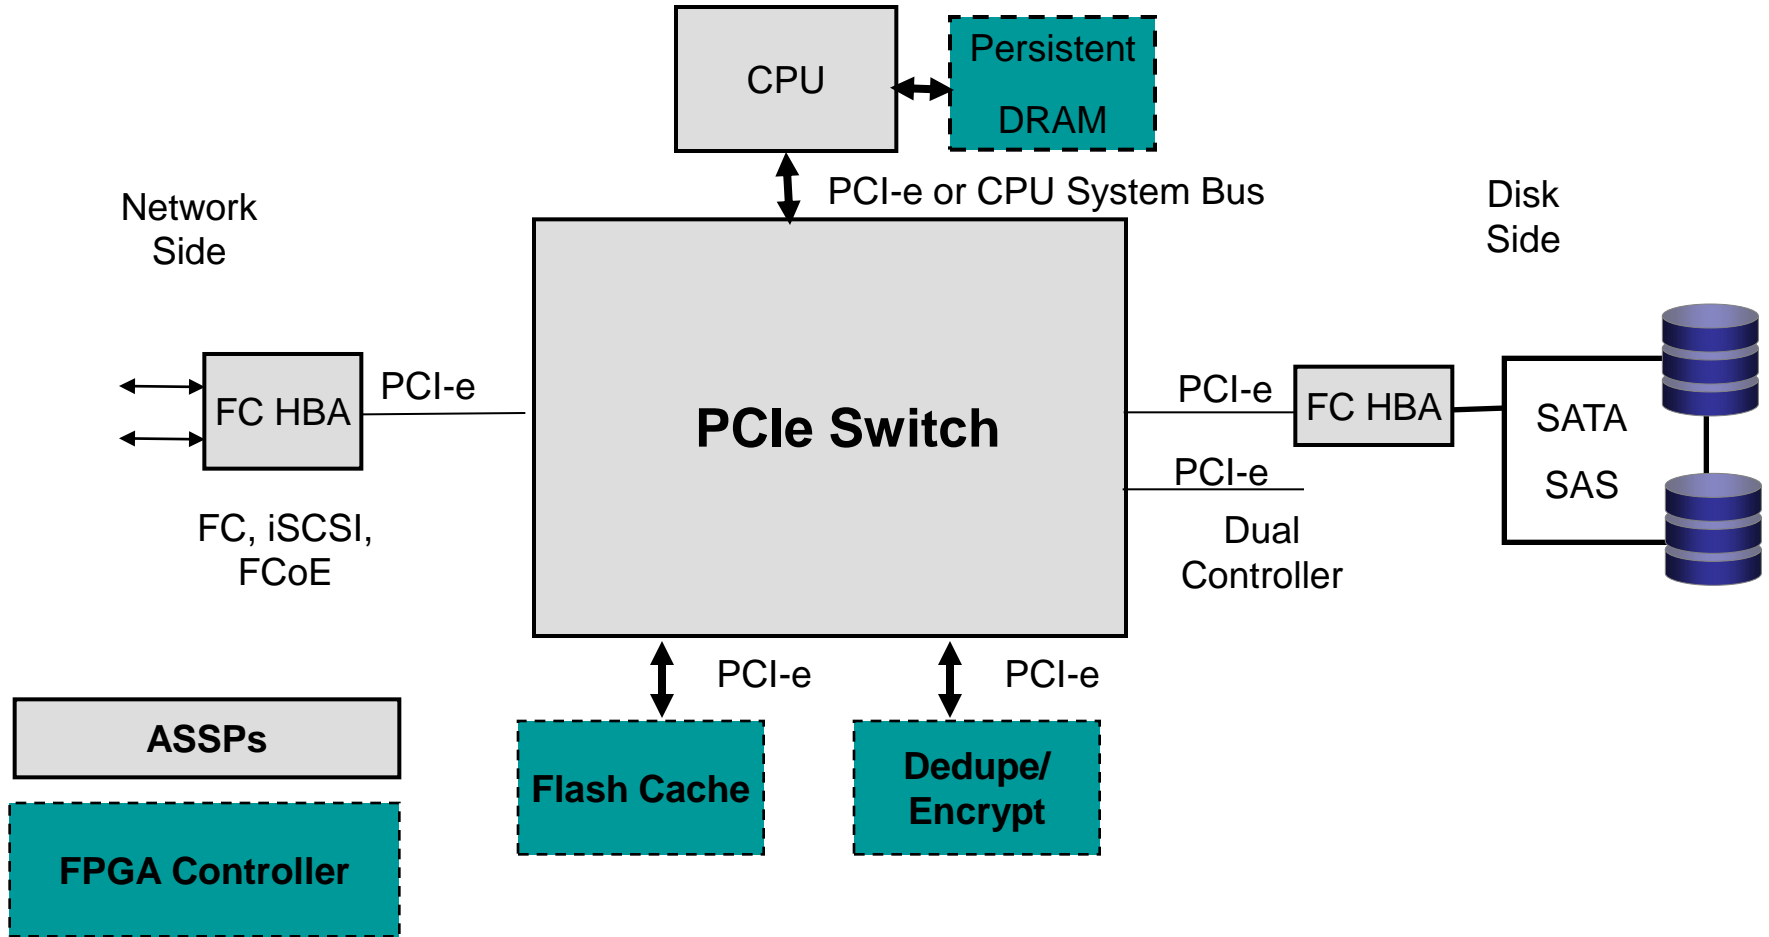 CPU
Persistent
DRAM
PCI-e or CPU System Bus
Network
Side
Disk
Side
FC HBA
PCI-e
PCIe Switch
PCI-e
FC HBA
SATA
SAS
PCI-e
Dual
Controller
FC, iSCSI,
FCoE
PCI-e
PCI-e
ASSPs
Flash Cache
Dedupe/
Encrypt
FPGA Controller